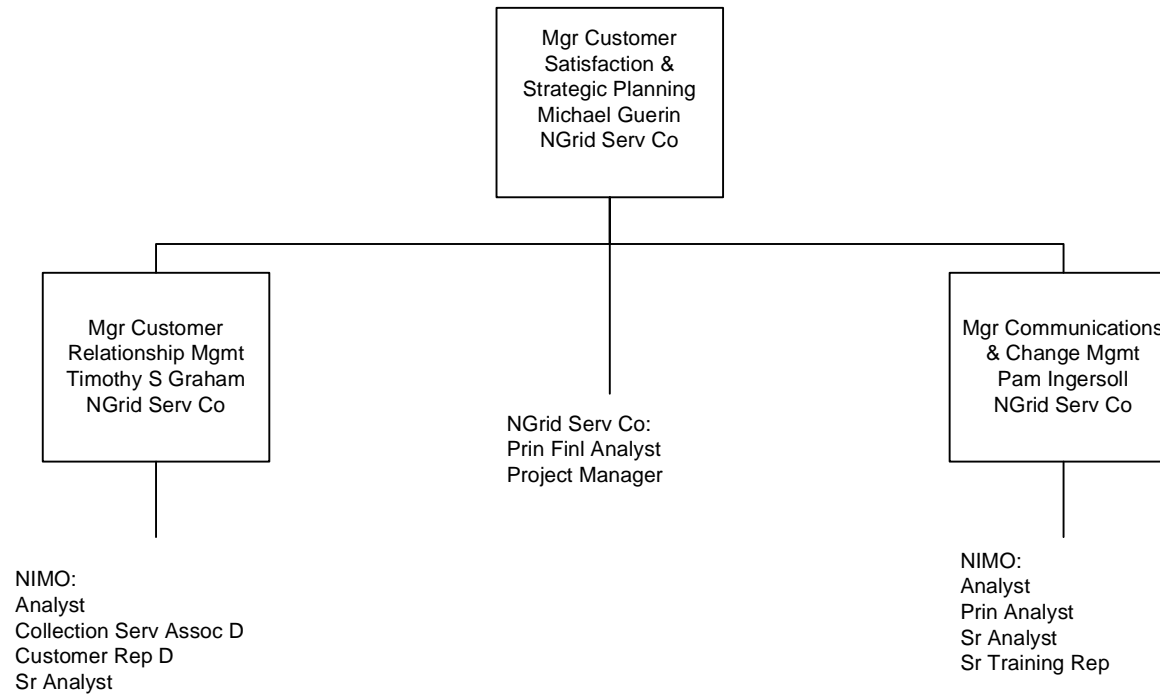 Mgr Customer
Satisfaction &
Strategic Planning
Michael Guerin
NGrid Serv Co
Mgr Customer
Relationship Mgmt
Timothy S Graham
NGrid Serv Co
NGrid Serv Co:
Prin Finl Analyst
Project Manager
Mgr Communications
& Change Mgmt
Pam Ingersoll
NGrid Serv Co
NIMO:
Analyst
Collection Serv Assoc D
Customer Rep D
Sr Analyst
NIMO:
Analyst
Prin Analyst
Sr Analyst
Sr Training Rep